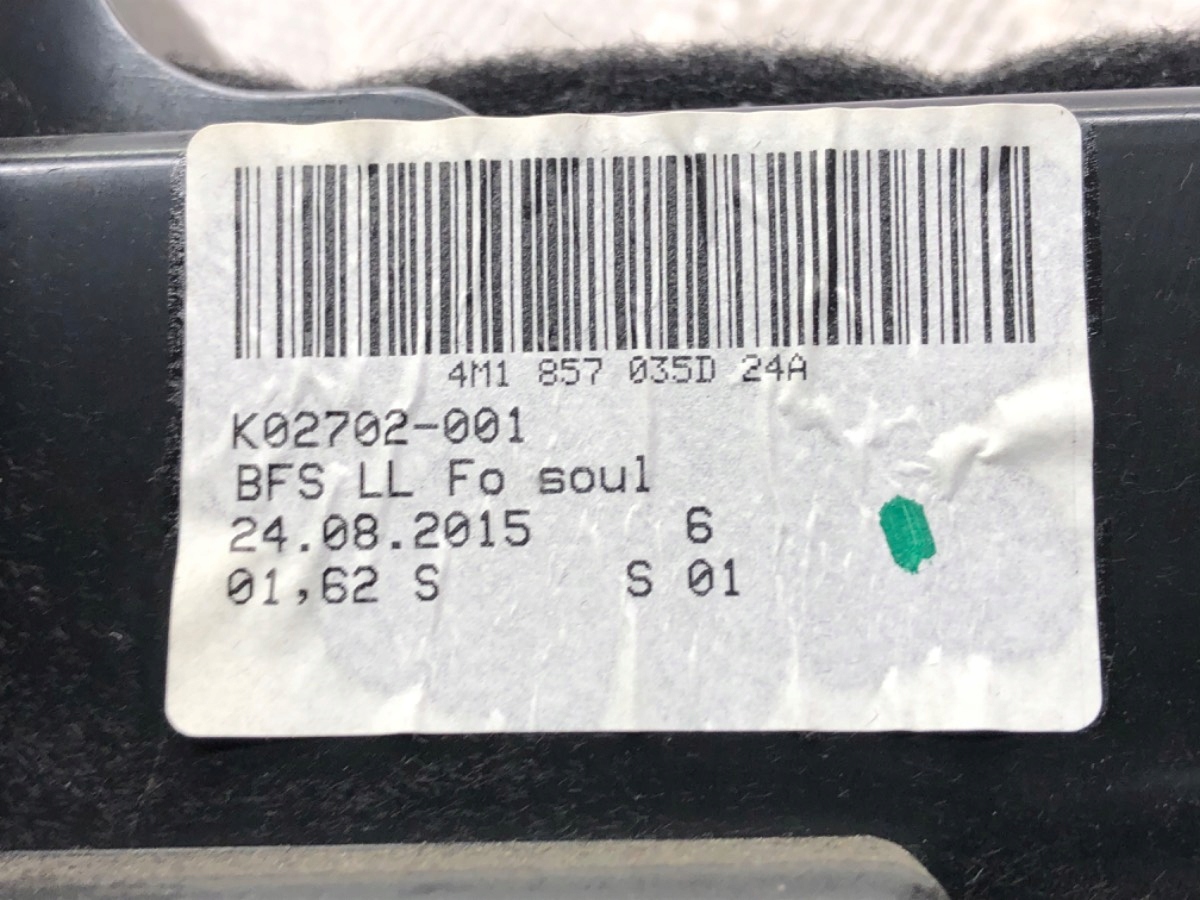 4M1 857 035D 24A
K02702-001
BFS LL Fo soul
24.08.2015 6
01,62 S S 01